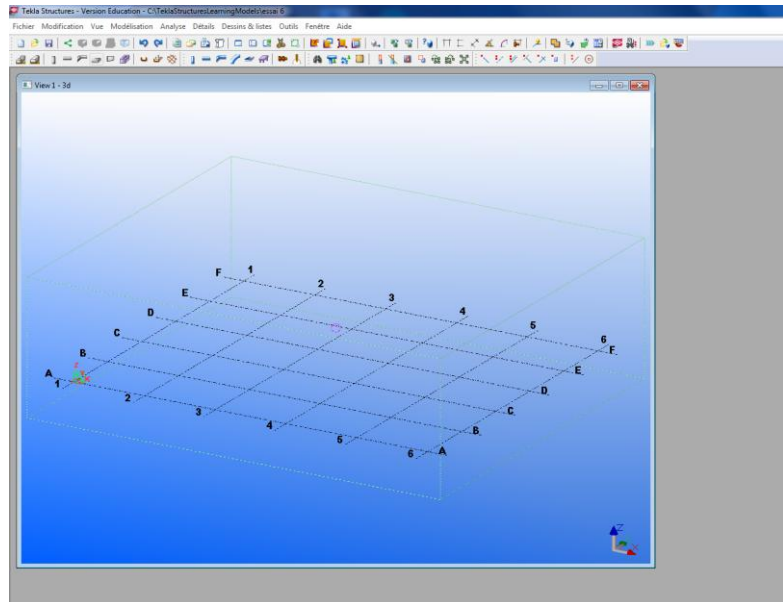 Tekla Structures - Version Education - C:\TeklaStructuresLearningModels\essai 6
Fichier Modification Vue Modélisation Analyse Détails Dessins & listes Outils Fenêtre Aide
View 1 - 3d
F 1
2
E
3
D
4
C
5
B
6
F
A
1
E
2
D
3
C
4
B
5
A
6
Z
X